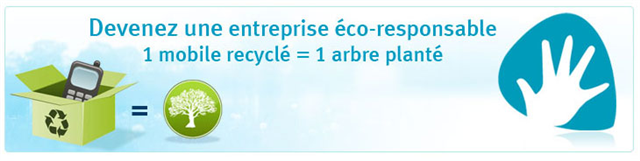 Devenez une entreprise éco-responsable
1 mobile recyclé = 1 arbre planté
=